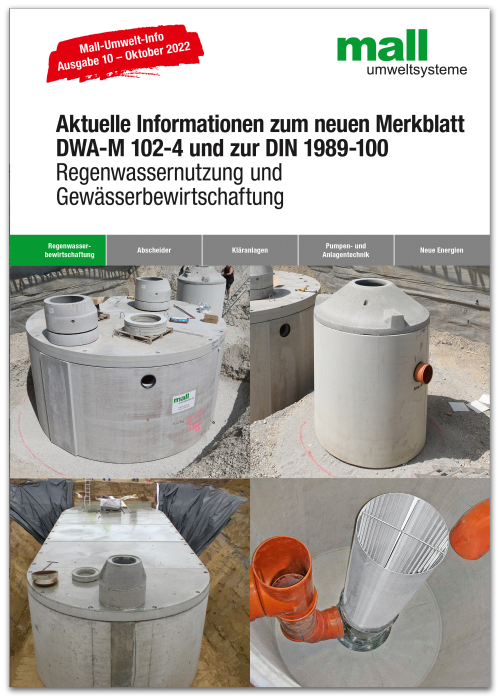 Mall-Umwelt-Info
Ausgabe 10 – Oktober 2022
mall
umweltsysteme
Aktuelle Informationen zum neuen Merkblatt
DWA-M 102-4 und zur DIN 1989-100
Regenwassernutzung und
Gewässerbewirtschaftung
Regenwasser-
bewirtschaftung
Abscheider
Kläranlagen
Pumpen- und
Anlagentechnik
Neue Energien
mall